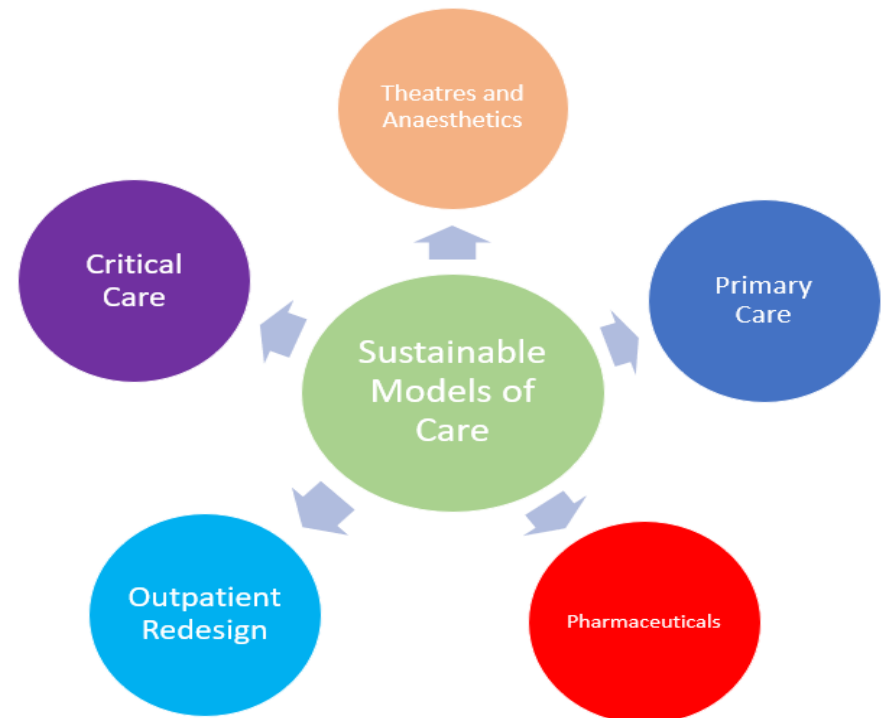 Theatres and
Anaesthetics
Critical
Care
Primary
Care
Sustainable
Models of
Care
Outpatient
Redesign
Pharmaceuticals